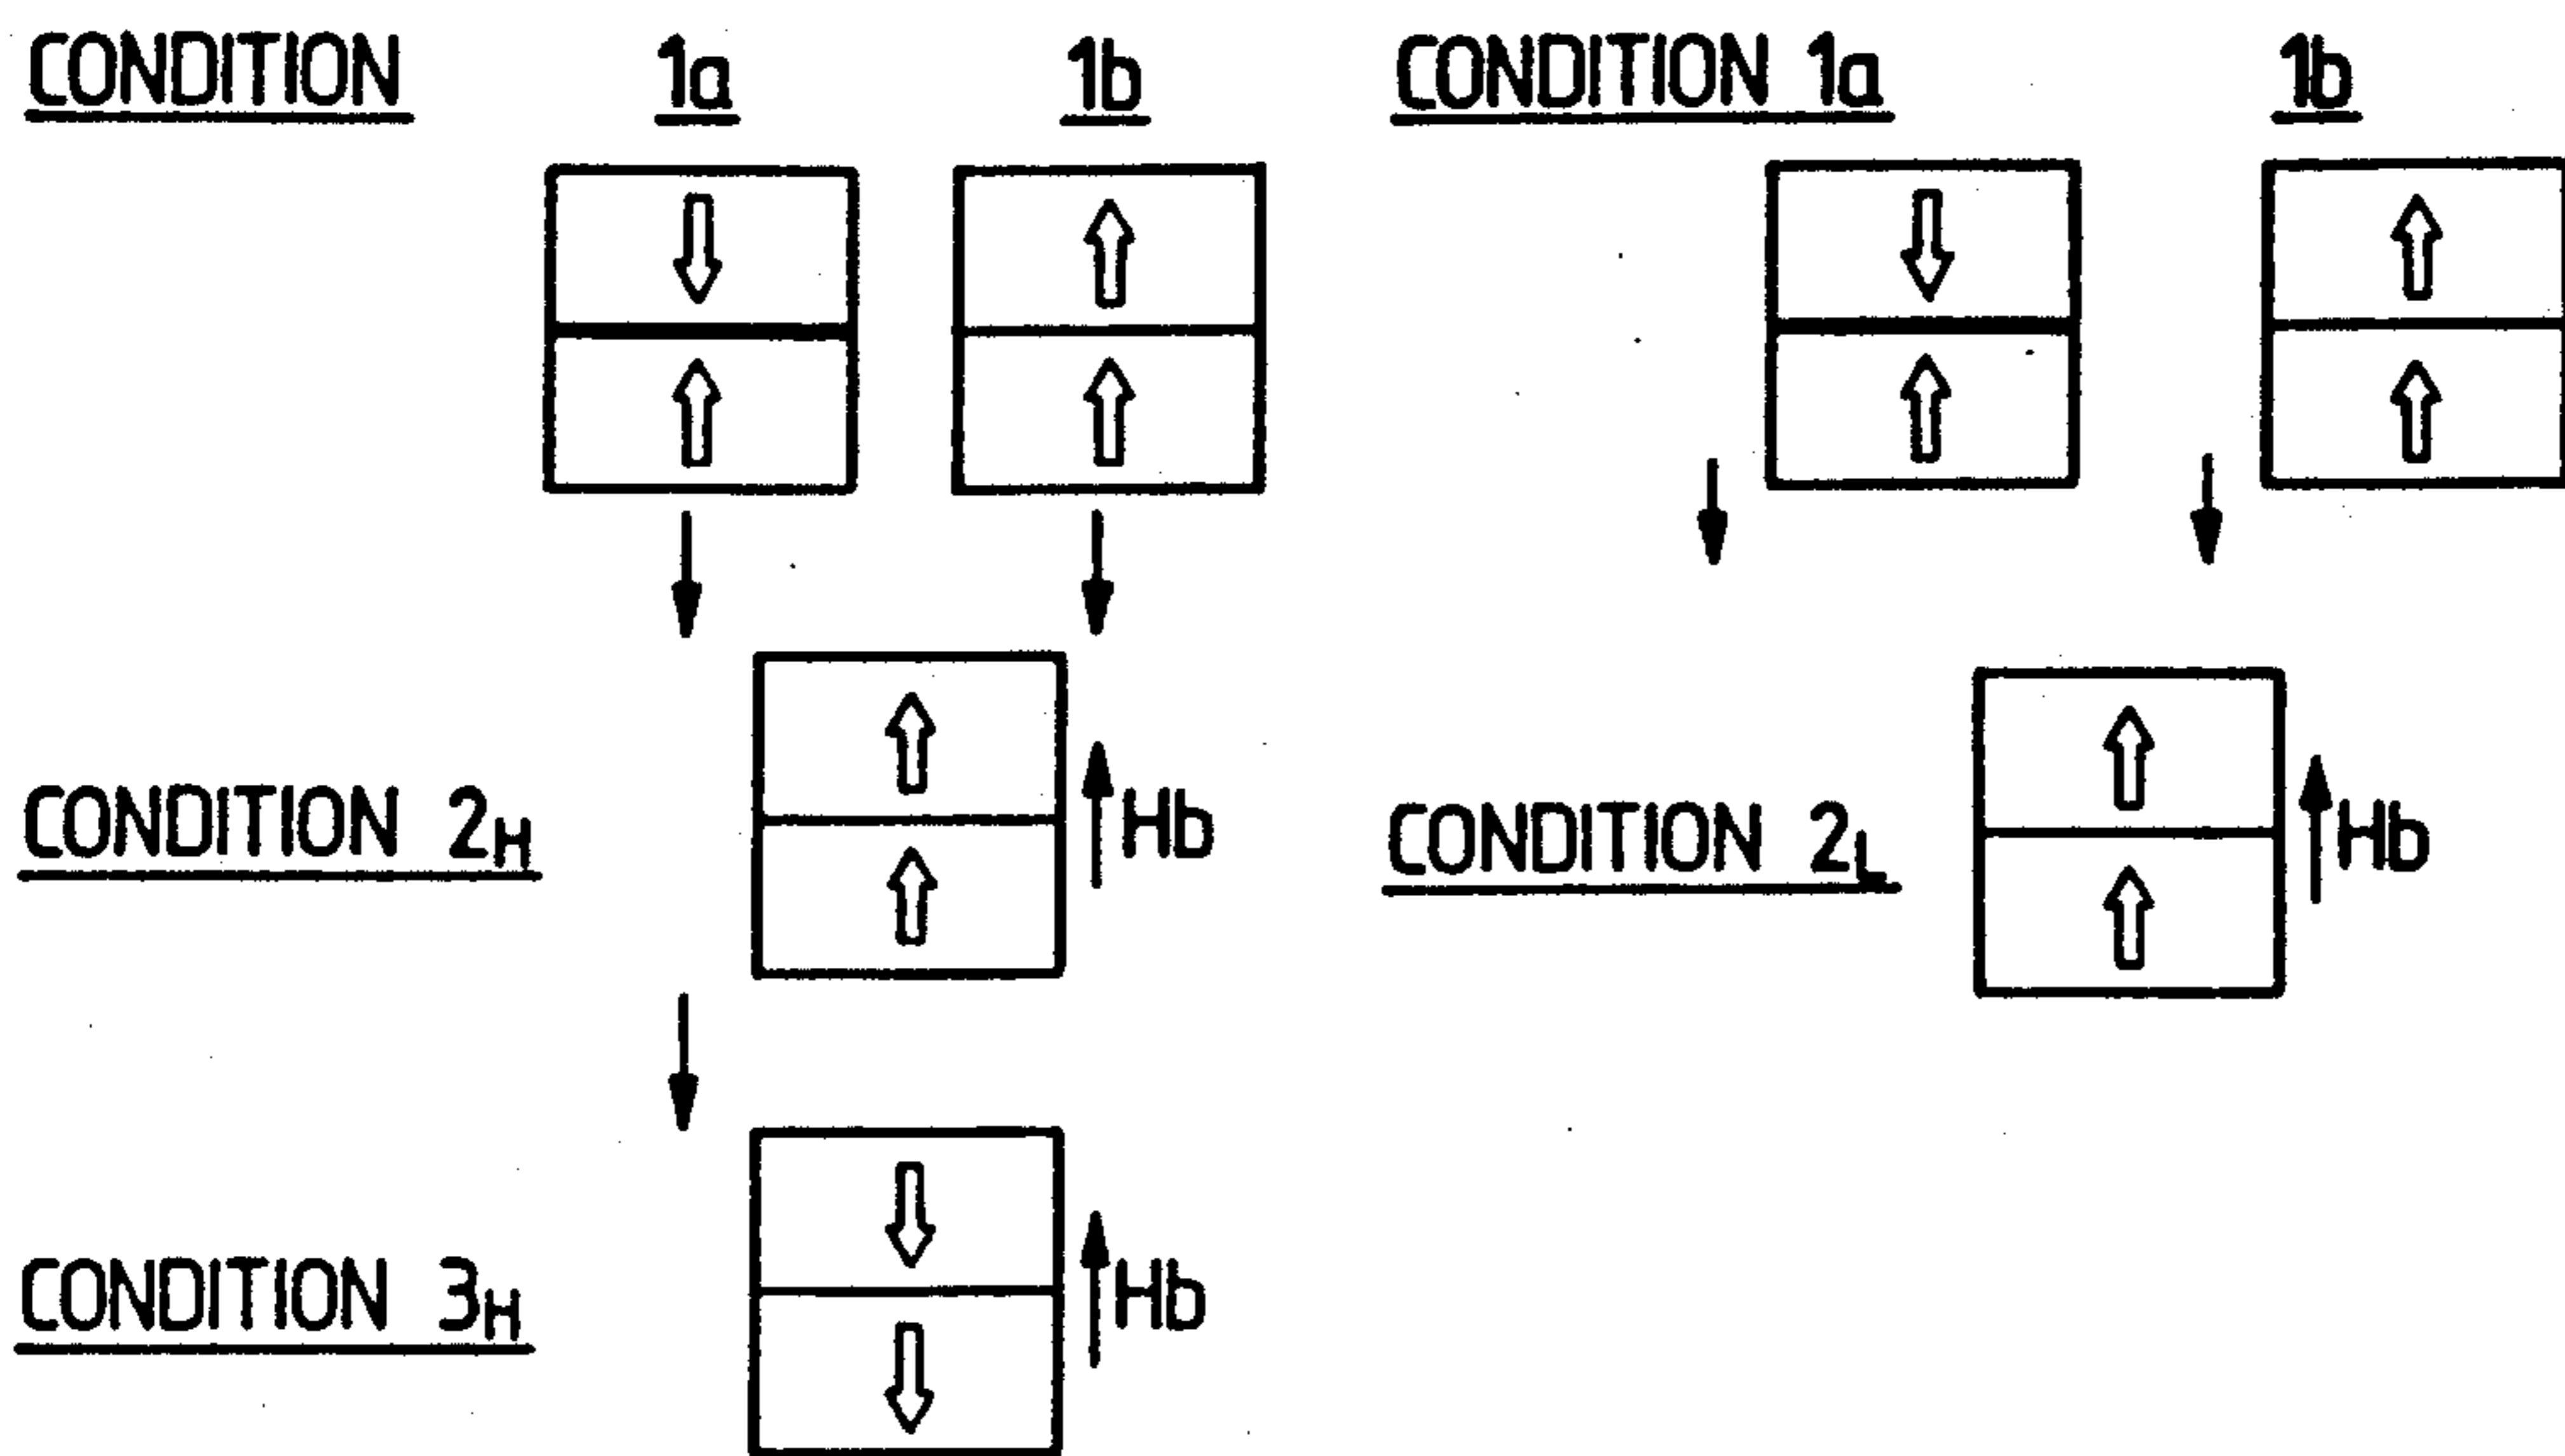 CONDITION 1a 1b
CONDITION 2H
Hb
CONDITION 3H
Hb
CONDITION 1a 1b
CONDITION 2L
Hb